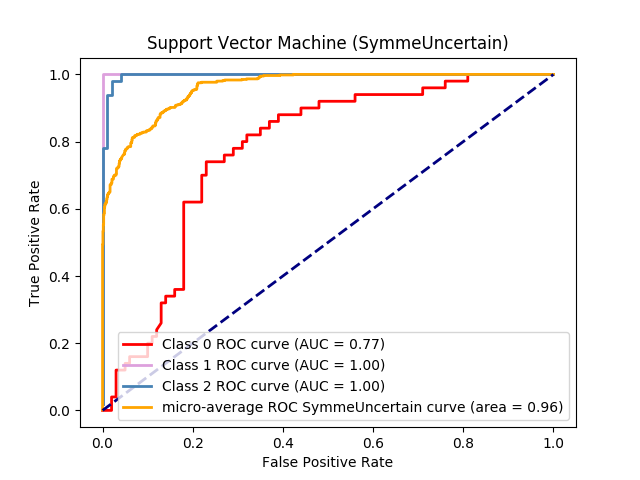 Support Vector Machine (SymmeUncertain)
True Positive Rate
1.0
0.8
0.6
0.4
0.2
0.0
Class 0 ROC curve (AUC = 0.77)
Class 1 ROC curve (AUC = 1.00)
Class 2 ROC curve (AUC = 1.00)
micro-average ROC SymmeUncertain curve (area = 0.96)
0.0 0.2 0.4 0.6 0.8 1.0
False Positive Rate